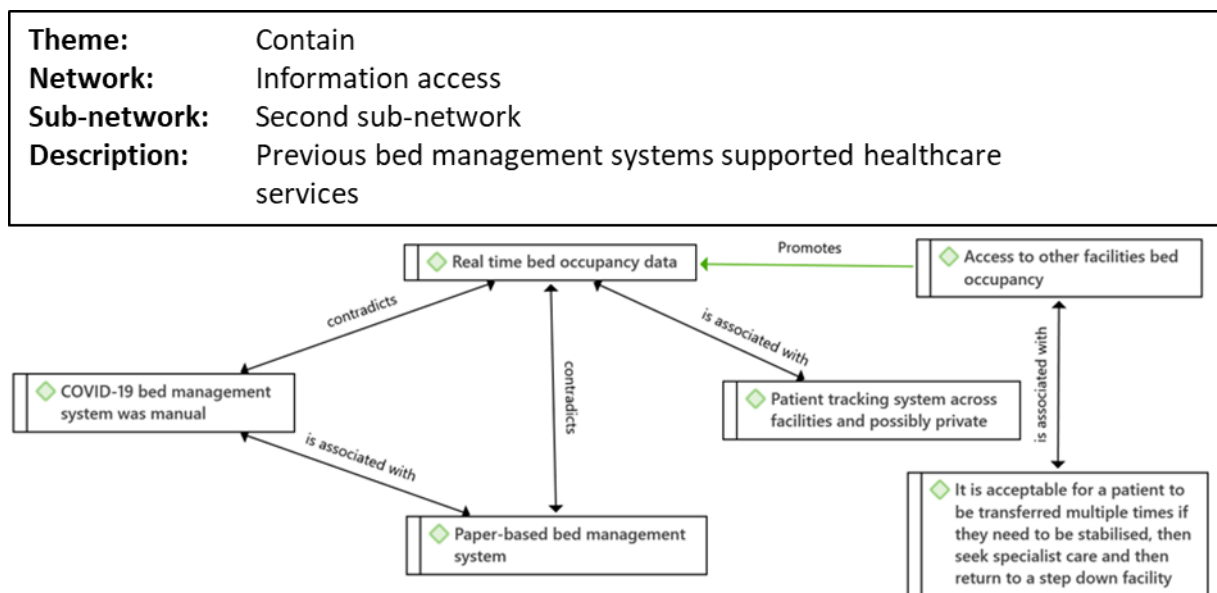 Theme: Contain
Network: Information access
Sub-network: Second sub-network
Description: Previous bed management systems supported healthcare
services
Real time bed occupancy data
Promotes
Access to other facilities bed
occupancy
contradicts
is associated with
contradicts
is associated with
COVID-19 bed management
system was manual
Patient tracking system across
facilities and possibly private
is associated with
Paper-based bed management
system
It is acceptable for a patient to
be transferred multiple times if
they need to be stabilised, then
seek specialist care and then
return to a step down facility